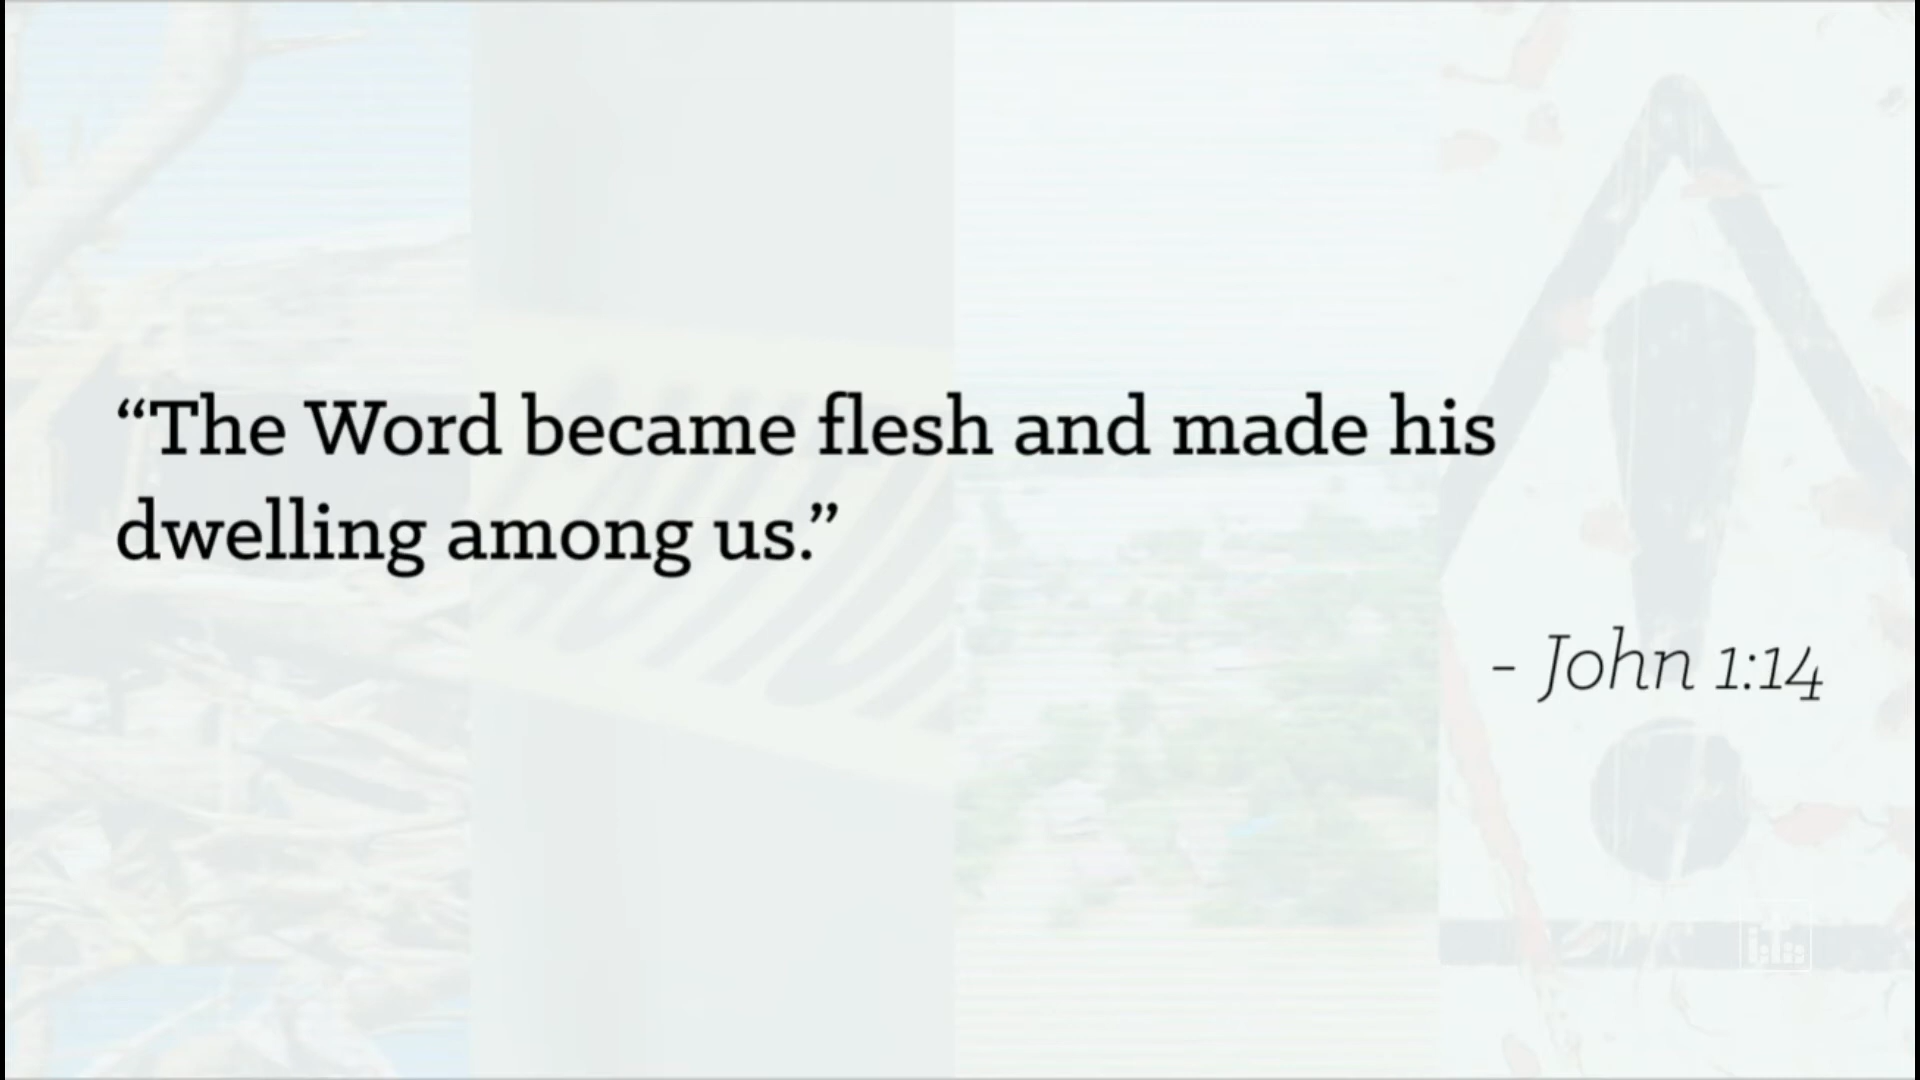 “The Word became flesh and made his
dwelling among us.”
- John 1:14